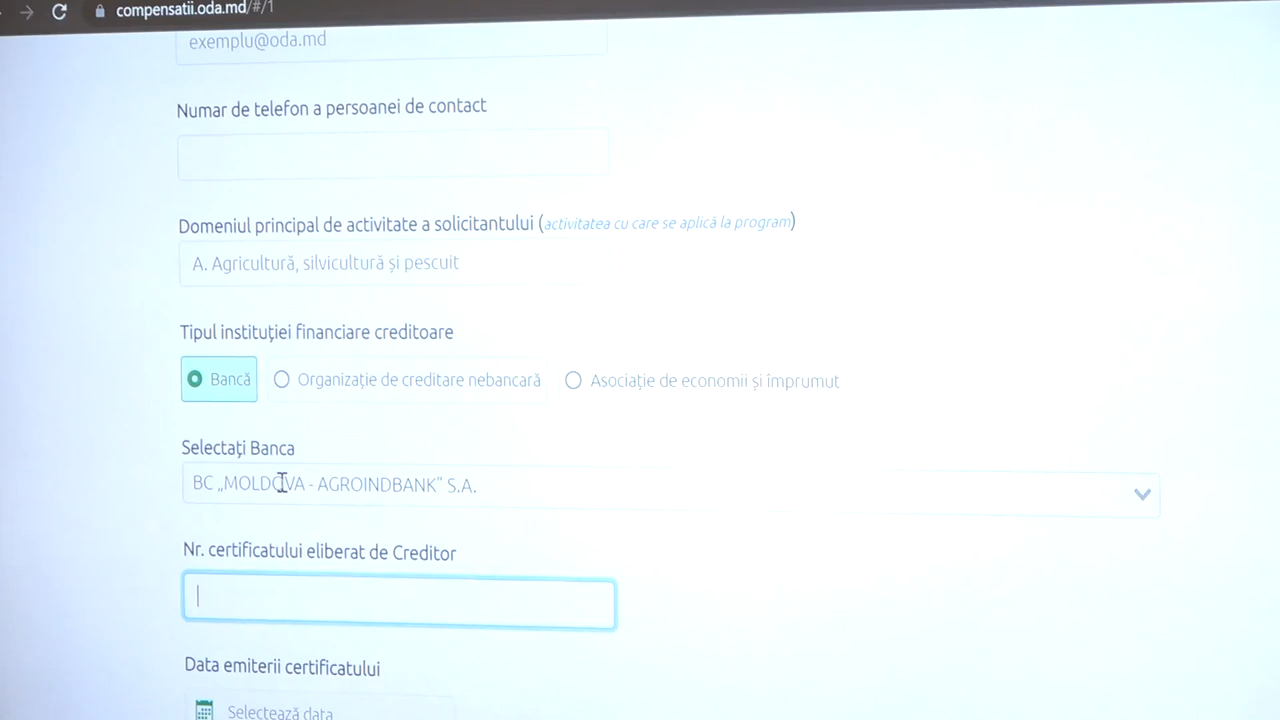 compensatii.oda.md/#/1
exemplu@oda.md
Numar de telefon a persoanei de contact
Domeniul principal de activitate a solicitantului (activitatea cu care se aplică la program)
A. Agricultură, silvicultură și pescuit
Tipul instituţiei financiare creditoare
Bancă Organizație de creditare nebancară Asociație de economii și împrumut
Selectaţi Banca
BC „MOLDOVA - AGROINDBANK” S.A.
Nr. certificatului eliberat de Creditor
Data emiterii certificatului
Selectează data